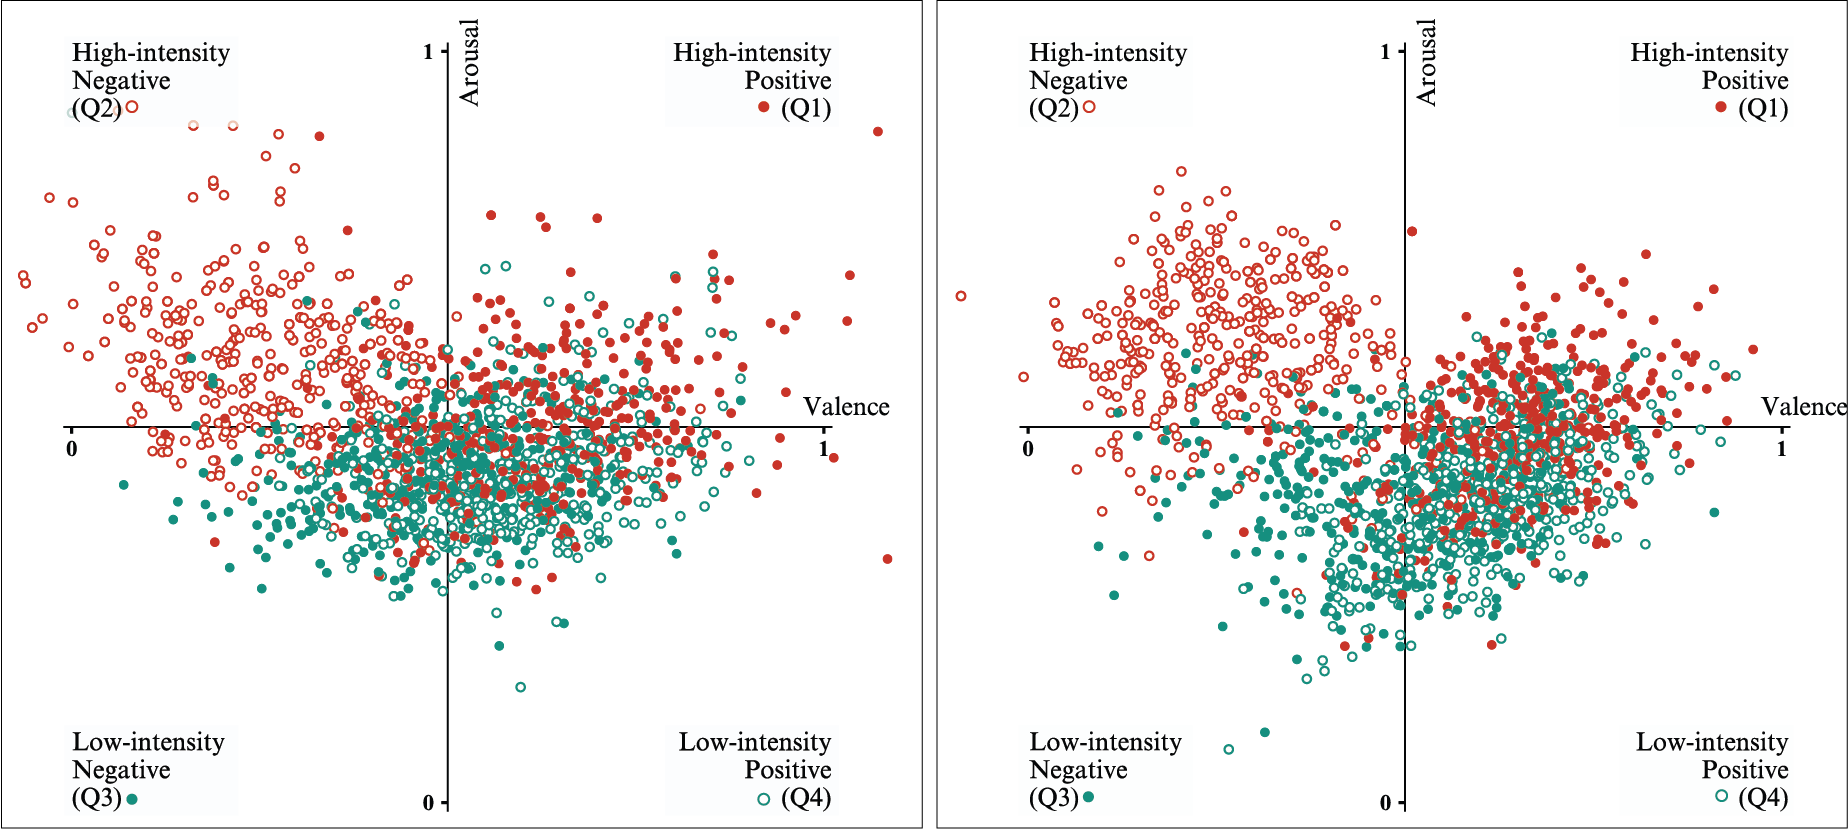 High-intensity
Negative
(Q2)
1
Arousal
High-intensity
Positive
(Q1)
Valence
0
1
Low-intensity
Negative
(Q3)
0
Low-intensity
Positive
(Q4)
High-intensity
Negative
(Q2)
1
Arousal
High-intensity
Positive
(Q1)
Valence
0
1
Low-intensity
Negative
(Q3)
0
Low-intensity
Positive
(Q4)